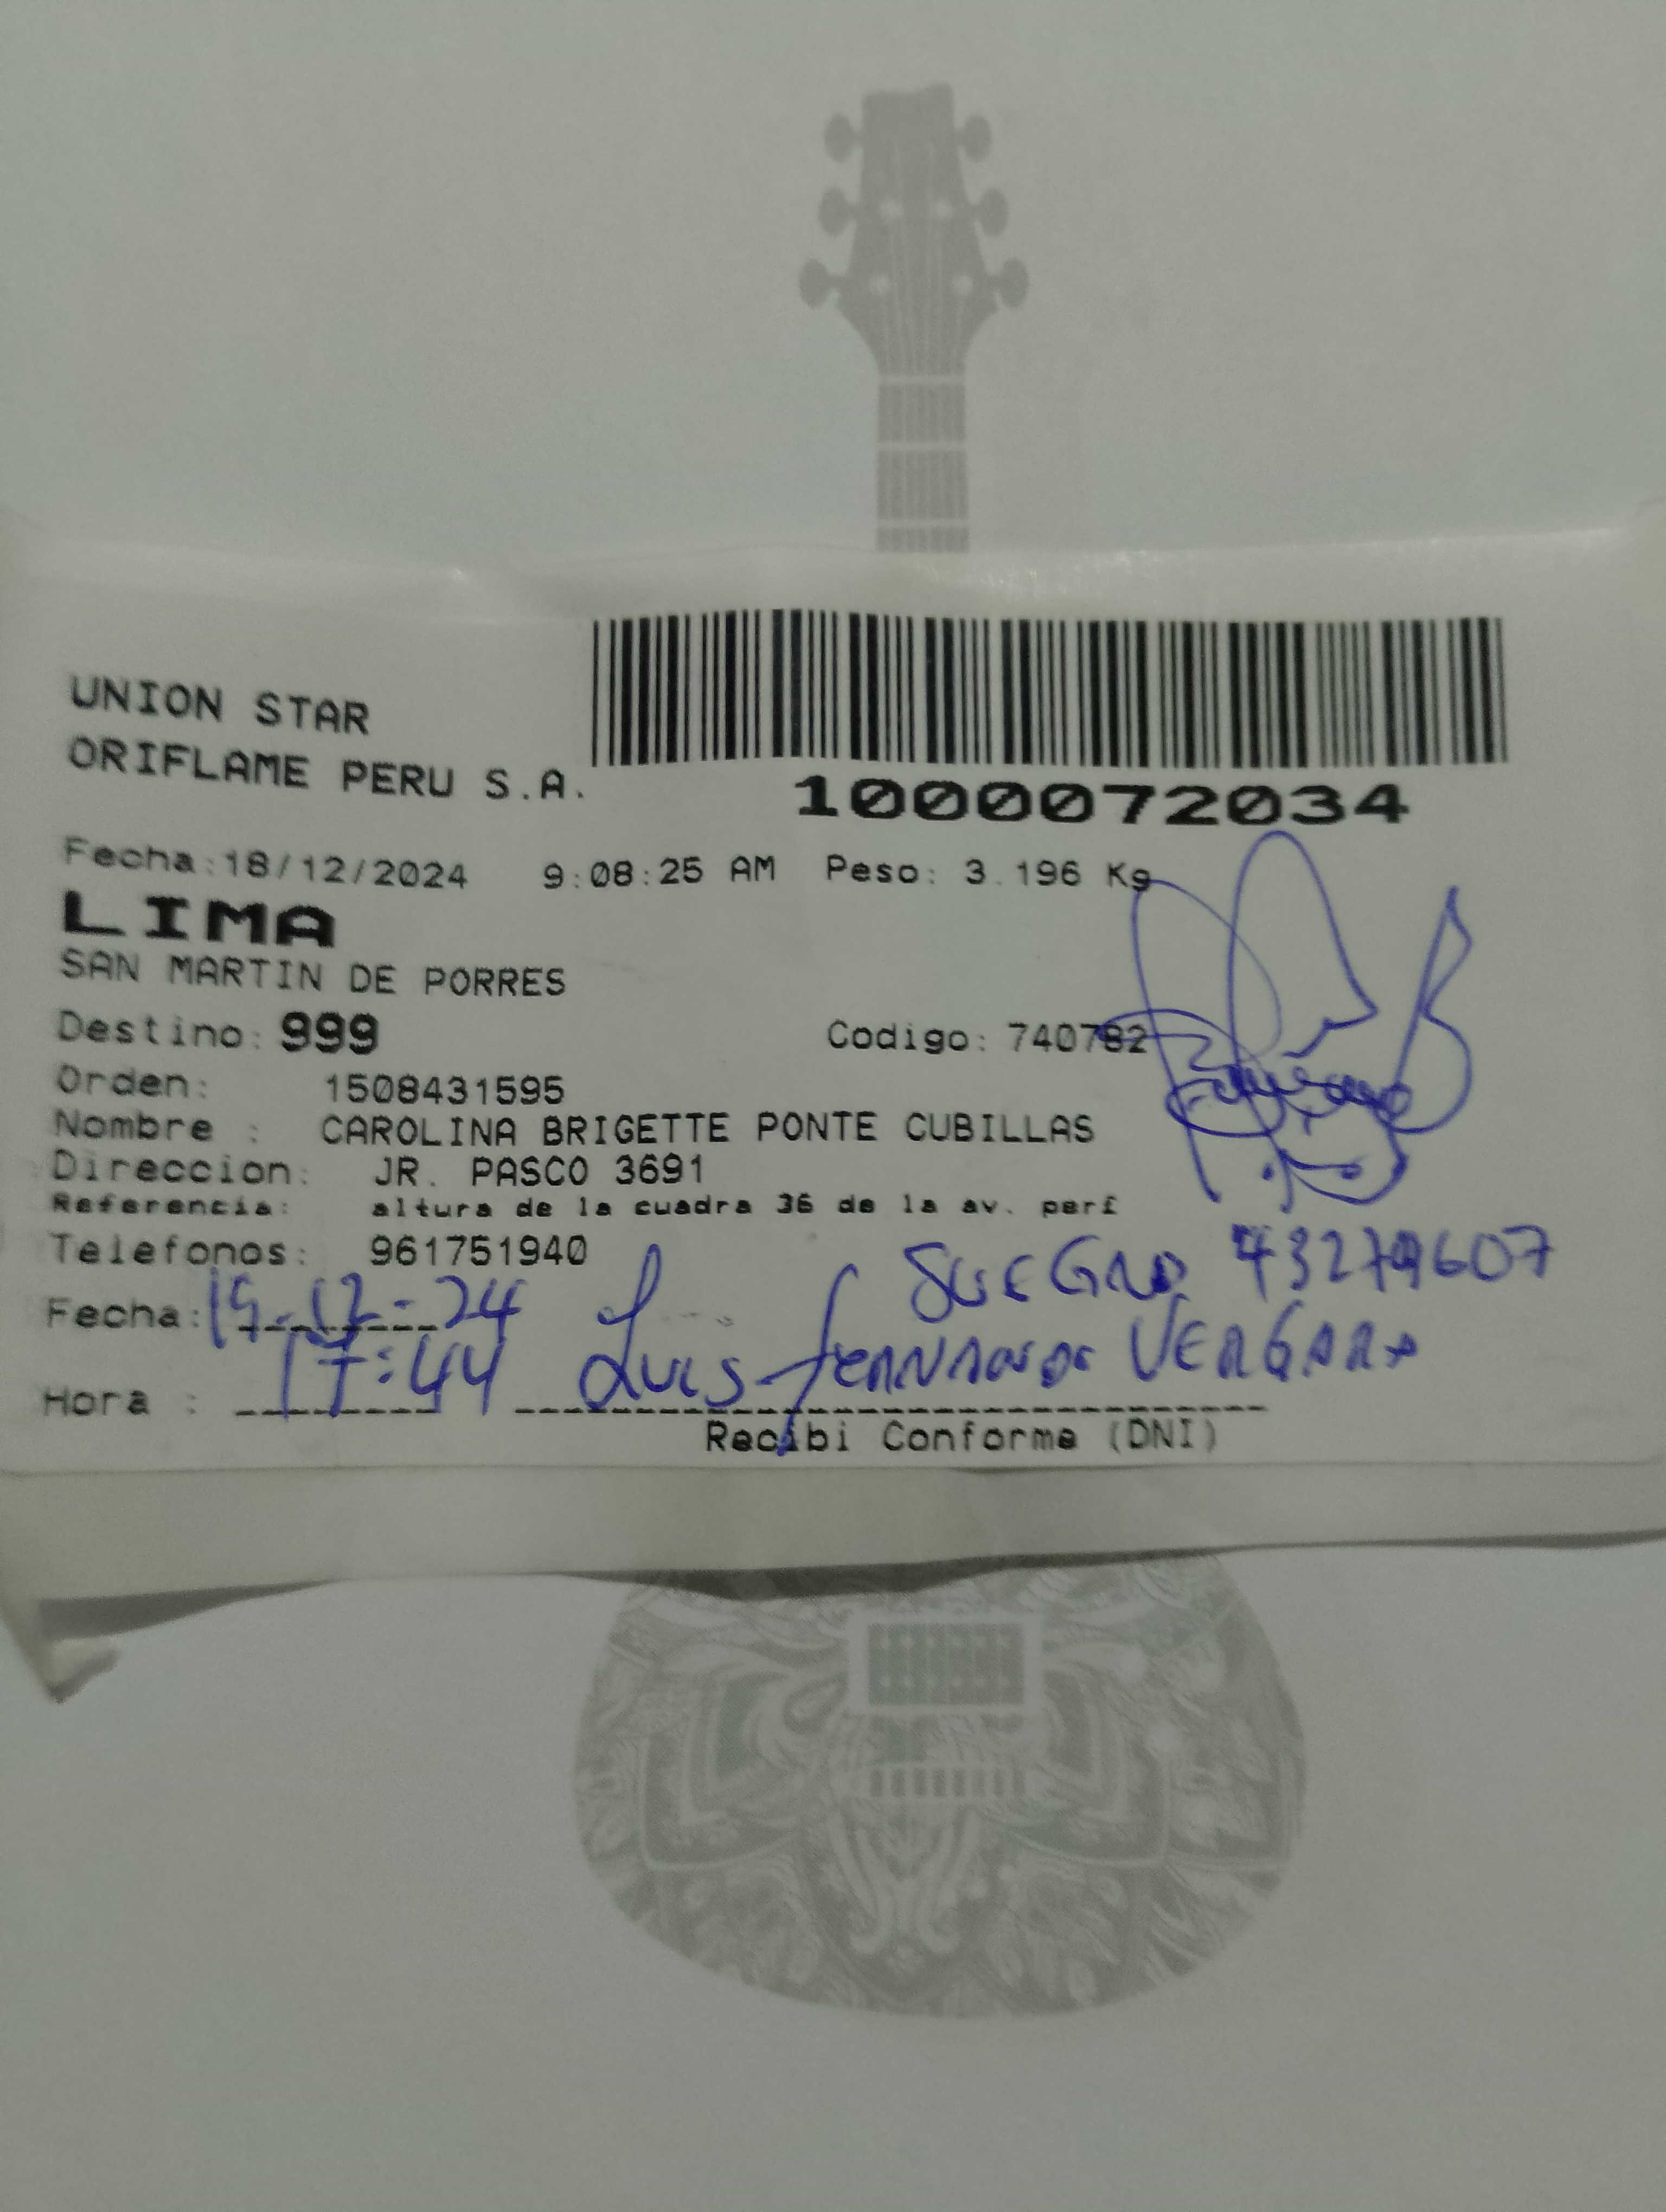 UNION STAR
ORIFLAME PERU S.A.
1000072034
Fecha:18/12/2024 9:08:25 AM Peso: 3.196 Kg
LIMA
SAN MARTIN DE PORRES
Destino: 999 Codigo: 740782
Orden: 1508431595
Nombre : CAROLINA BRIGETTE PONTE CUBILLAS
Direccion: JR. PASCO 3691
Referencia: altura de la cuadra 36 de la av. perí
Telefonos: 961751940
SUEGRO
Fecha: 19-12-24
Hora : 17:44 Luis Fernando VERGARA
Recibi Conforme (DNI)